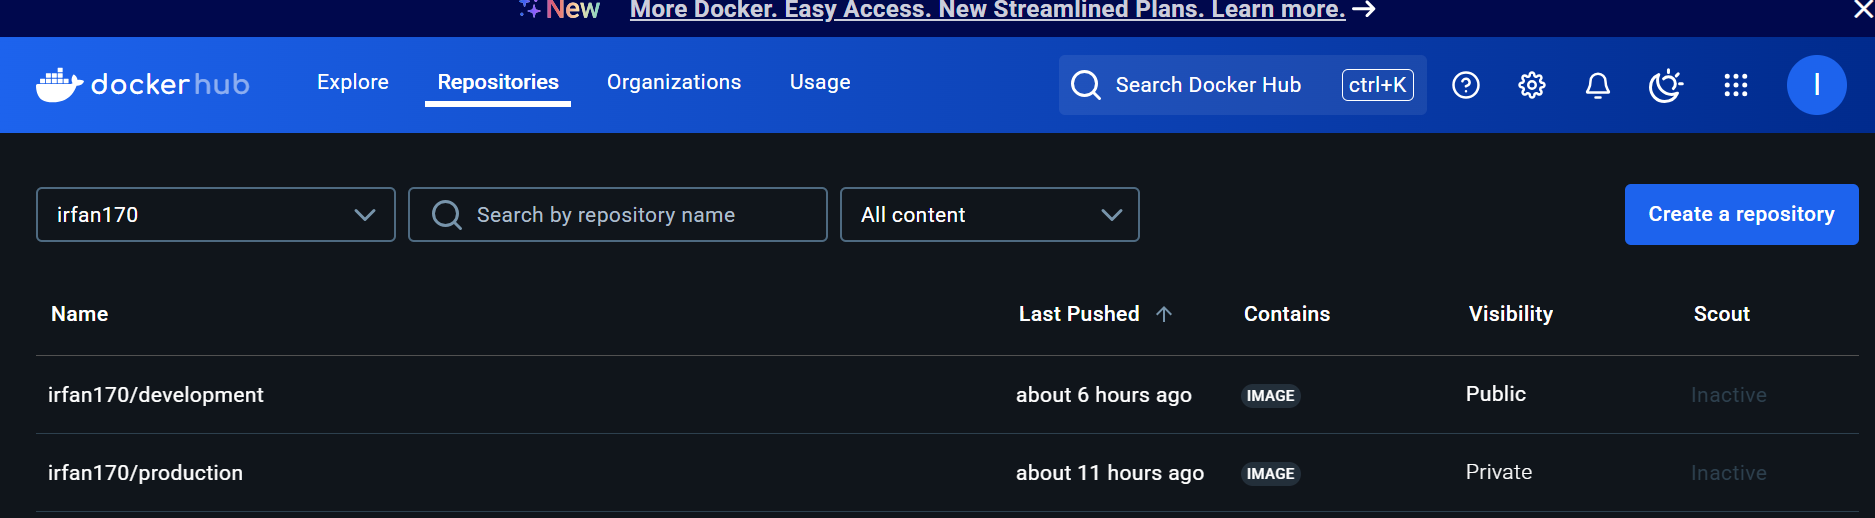 New More Docker. Easy Access. New Streamlined Plans. Learn more. →
dockerhub Explore Repositories Organizations Usage Search Docker Hub ctrl+K I
irfan170 Search by repository name All content Create a repository
Name Last Pushed ↑ Contains Visibility Scout
irfan170/development about 6 hours ago IMAGE Public Inactive
irfan170/production about 11 hours ago IMAGE Private Inactive